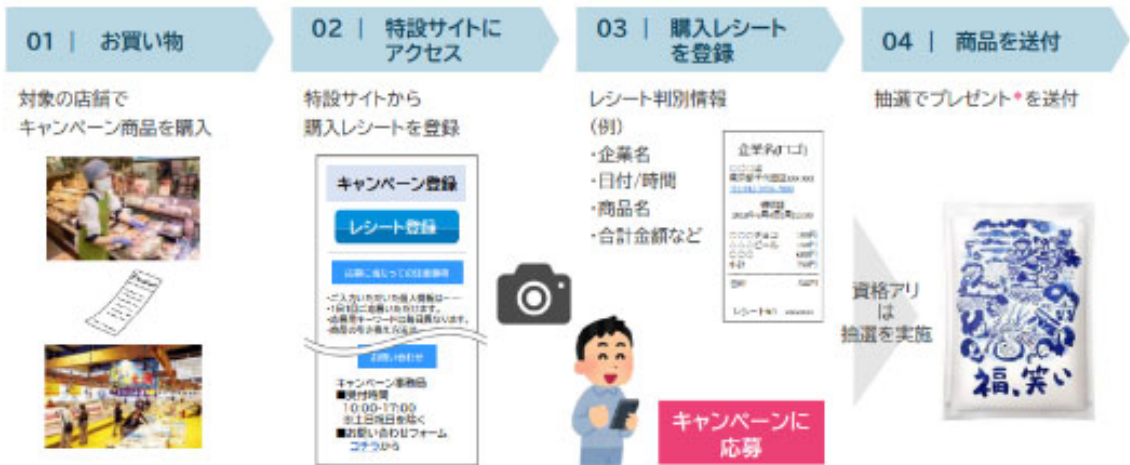 01 | お買い物
対象の店舗で
キャンペーン商品を購入
02 | 特設サイトに
アクセス
特設サイトから
購入レシートを登録
キャンペーン登録
レシート登録
お問い合わせ
キャンペーン事務局
■受付時間
10:00-17:00
※土日祝日を除く
■お問い合わせフォーム
コチラから
03 | 購入レシート
を登録
レシート判別情報
(例)
・企業名
・日付/時間
・商品名
・合計金額など
企業名(ロゴ)
キャンペーンに
応募
資格アリ
は
抽選を実施
04 | 商品を送付
抽選でプレゼント*を送付
福、笑い